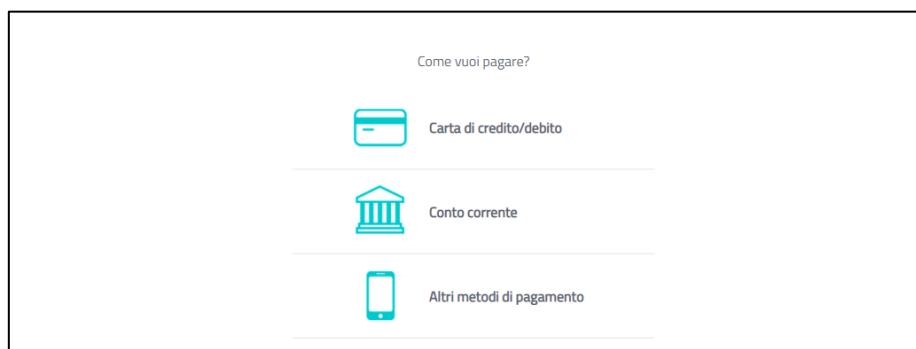 Come vuoi pagare?
Carta di credito/debito
Conto corrente
Altri metodi di pagamento